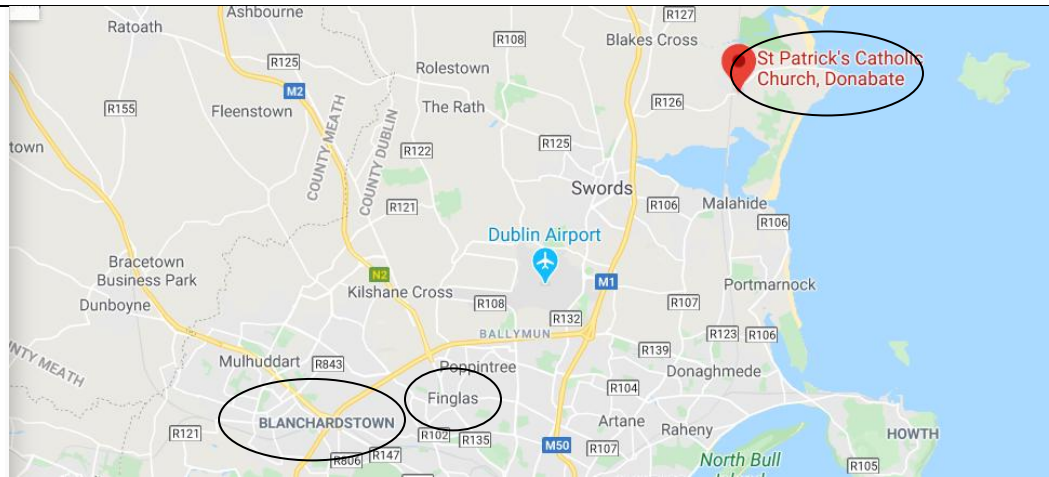 Ashbourne
Ratoath
R127
R108
Blakes Cross
St Patrick's Catholic
Church, Donabate
R125
Rolestown
M2
R155
Fleenstown
The Rath
R126
COUNTY MEATH
COUNTY DUBLIN
town
R122
R125
Swords
R121
R106
Malahide
R106
Dublin Airport
Bracetown
Business Park
N2
M1
Kilshane Cross
Portmarnock
Dunboyne
R108
R107
R132
BALLYMUN
R123
R106
NTY MEATH
Mulhuddart
R843
R139
Poppintree
Donaghmede
R104
Finglas
BLANCHARDSTOWN
Artane
Raheny
R121
R102
R135
HOWTH
M50
R107
R806
R147
North Bull
R105